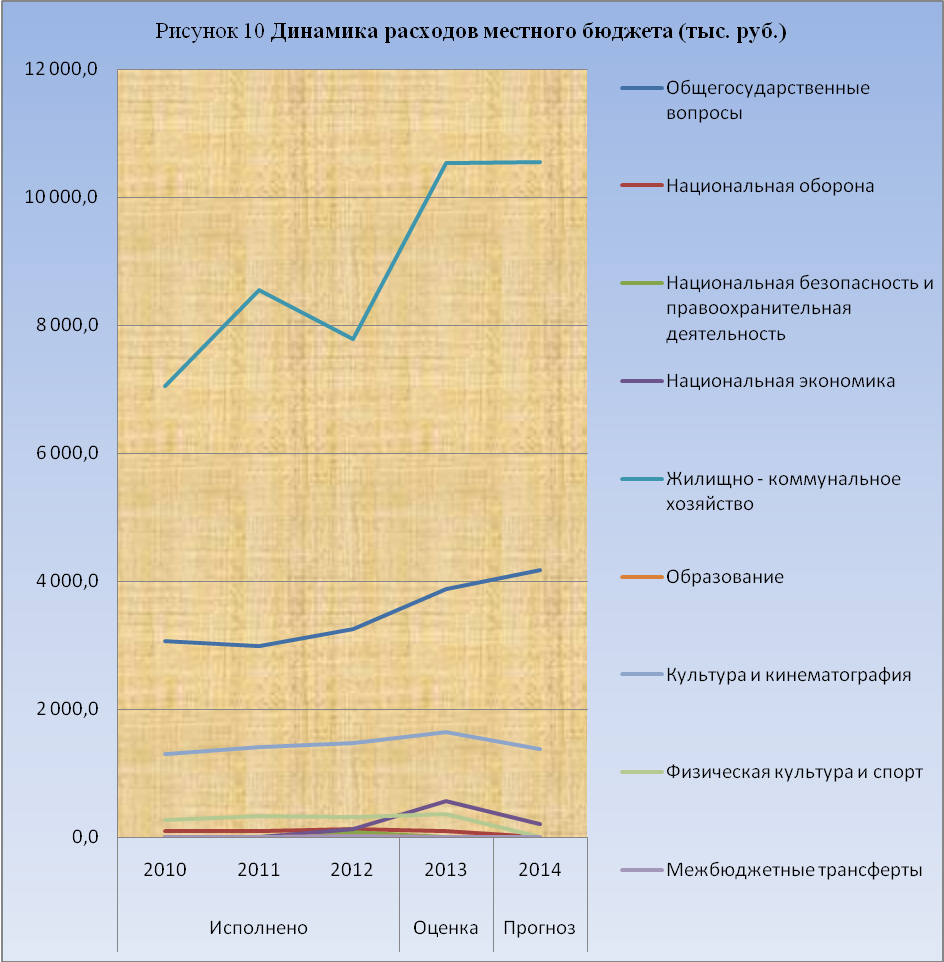 Рисунок 10 Динамика расходов местного бюджета (тыс. руб.)
12 000,0
10 000,0
8 000,0
6 000,0
4 000,0
2 000,0
0,0
2010 2011 2012 2013 2014
Исполнено Оценка Прогноз
Общегосударственные
вопросы
Национальная оборона
Национальная безопасность и
правоохранительная
деятельность
Национальная экономика
Жилищно - коммунальное
хозяйство
Образование
Культура и кинематография
Физическая культура и спорт
Межбюджетные трансферты